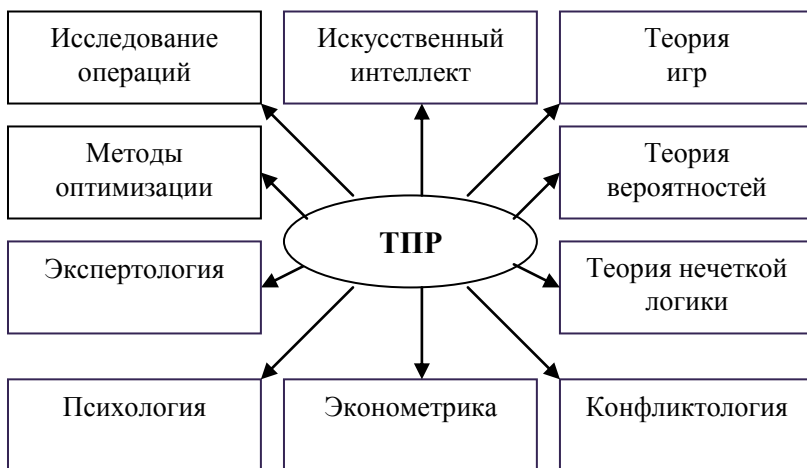 Исследование
операций
Искусственный
интеллект
Теория
игр
Методы
оптимизации
Теория
вероятностей
ТПР
Экспертология
Теория нечеткой
логики
Психология
Эконометрика
Конфликтология